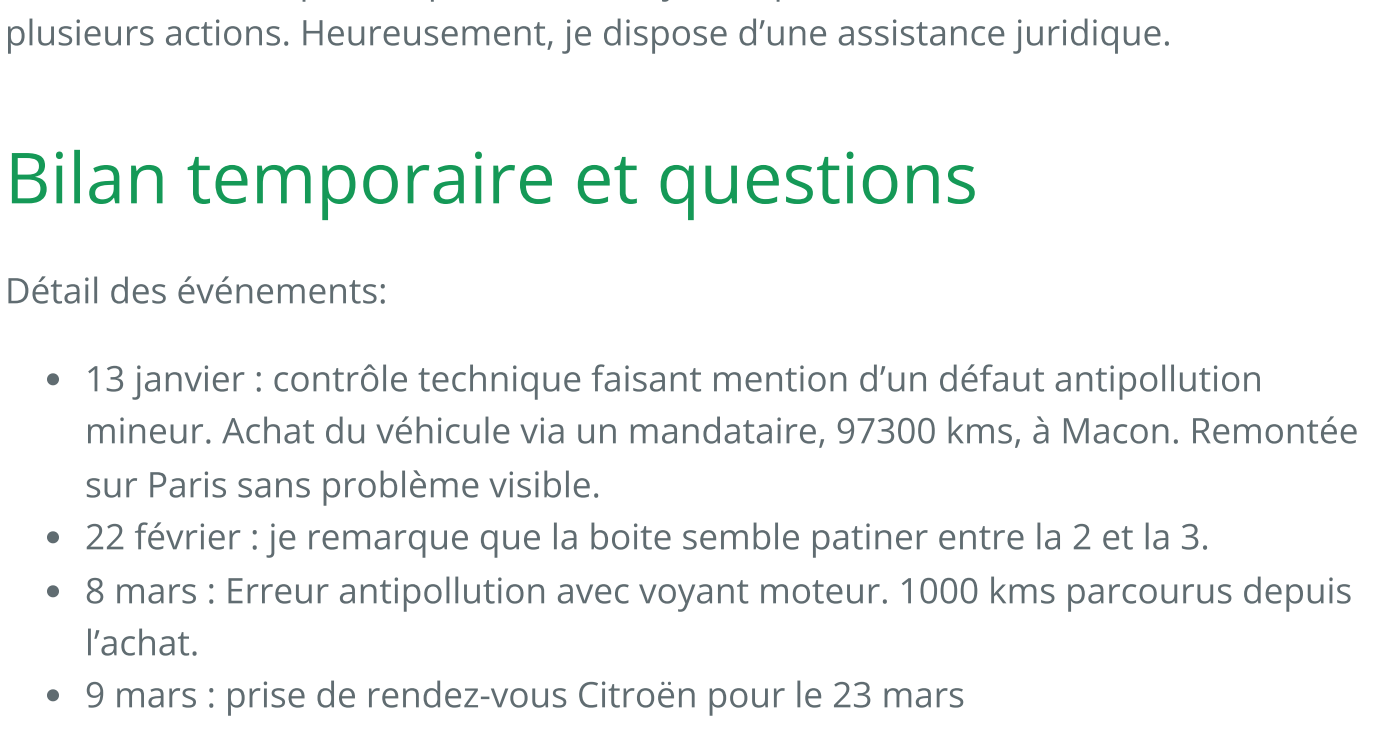 plusieurs actions. Heureusement, je dispose d’une assistance juridique.
Bilan temporaire et questions
Détail des événements:
• 13 janvier : contrôle technique faisant mention d’un défaut antipollution
mineur. Achat du véhicule via un mandataire, 97300 kms, à Macon. Remontée
sur Paris sans problème visible.
• 22 février : je remarque que la boite semble patiner entre la 2 et la 3.
• 8 mars : Erreur antipollution avec voyant moteur. 1000 kms parcourus depuis
l’achat.
• 9 mars : prise de rendez-vous Citroën pour le 23 mars